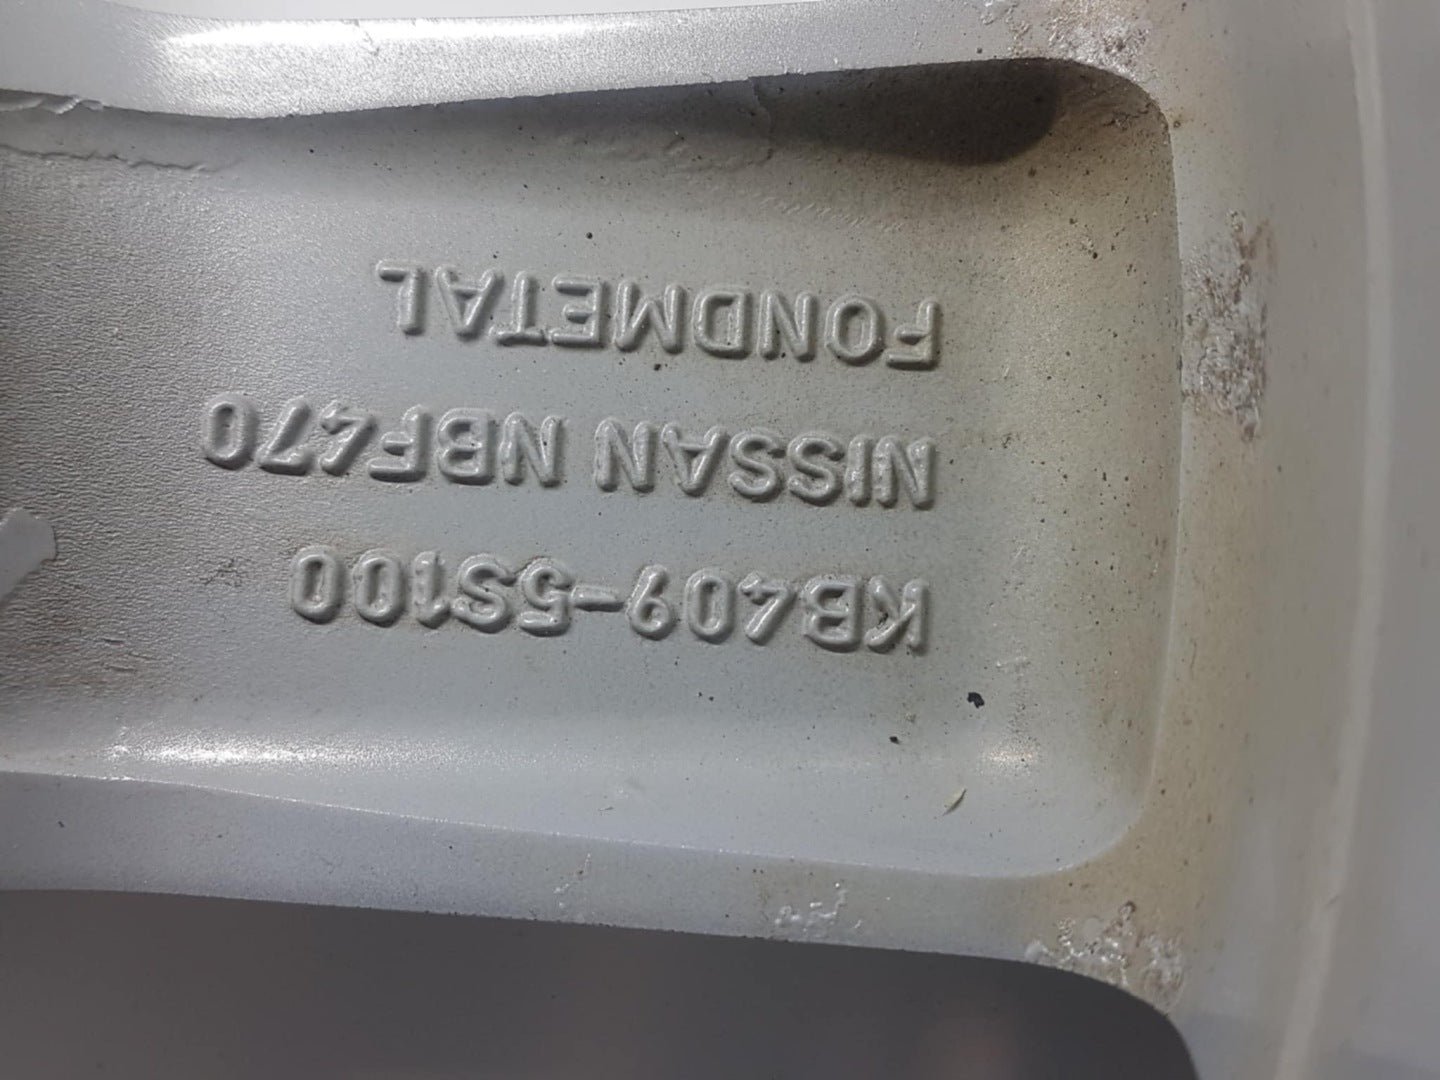 KB409-5S100
NISSAN NBF470
FONDMETAL